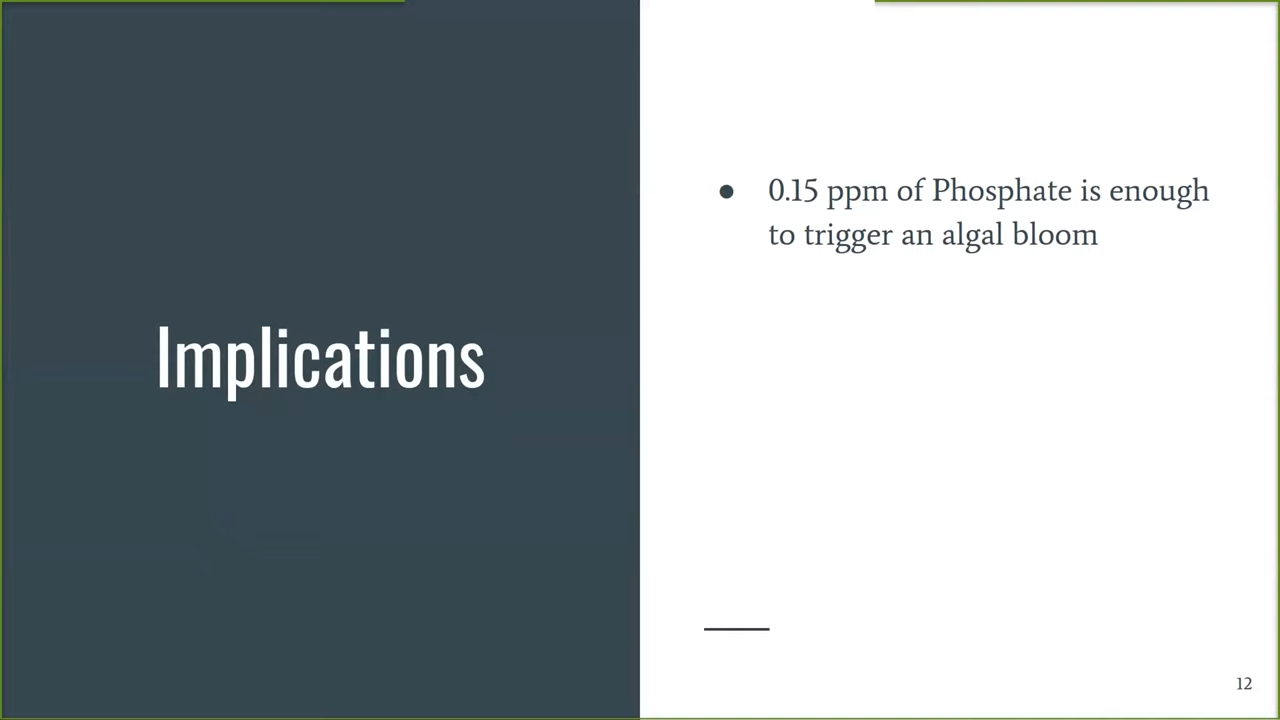 Implications
● 0.15 ppm of Phosphate is enough
to trigger an algal bloom
12